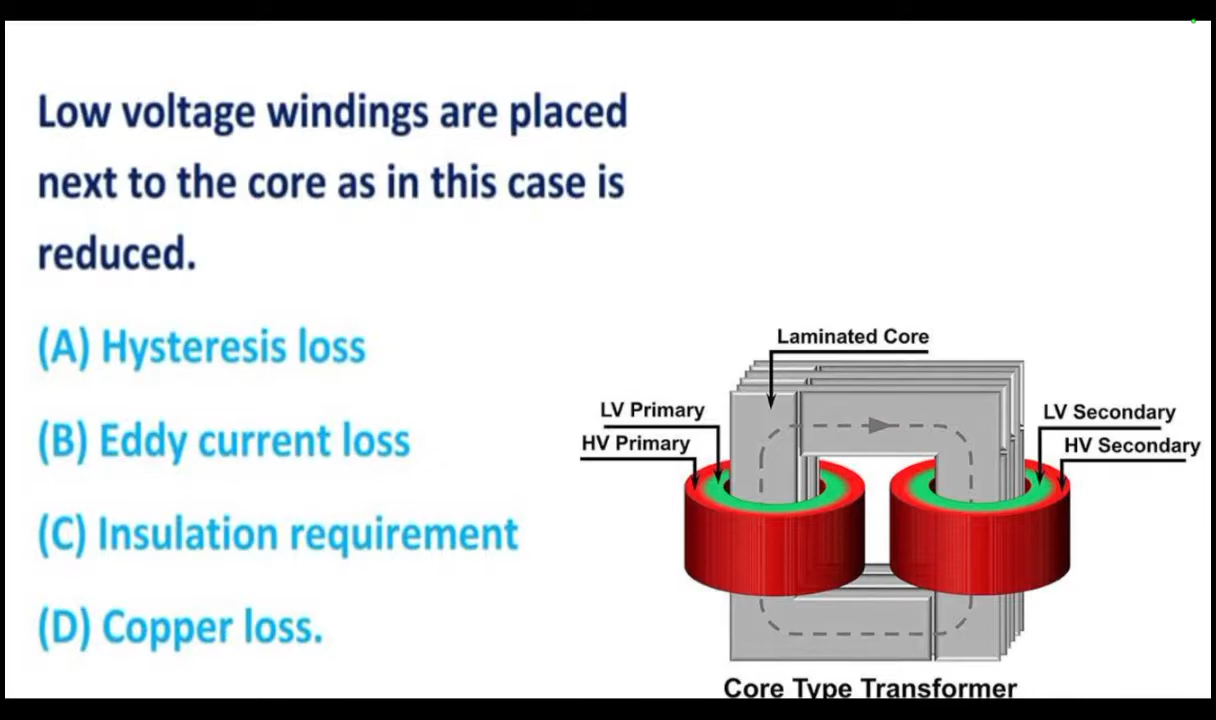 Low voltage windings are placed
next to the core as in this case is
reduced.
(A) Hysteresis loss
(B) Eddy current loss
(C) Insulation requirement
(D) Copper loss.
Laminated Core
LV Primary
HV Primary
LV Secondary
HV Secondary
Core Type Transformer